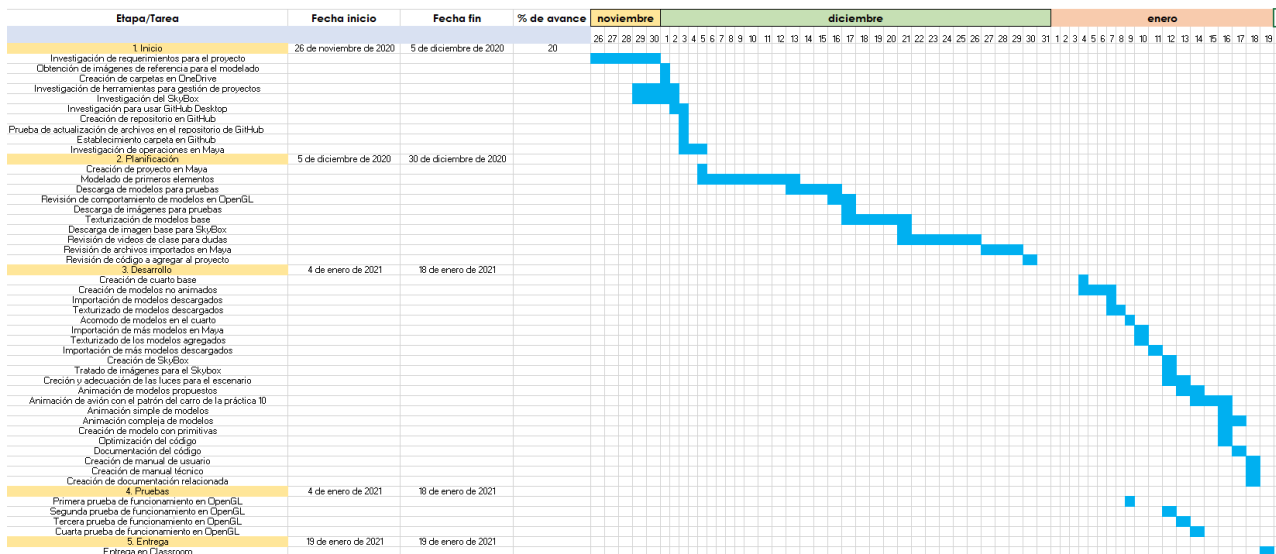 Etapa/Tarea Fecha inicio Fecha fin % de avance noviembre diciembre enero
26 27 28 29 30 1 2 3 4 5 6 7 8 9 10 11 12 13 14 15 16 17 18 19 20 21 22 23 24 25 26 27 28 29 30 31 1 2 3 4 5 6 7 8 9 10 11 12 13 14 15 16 17 18 19
1. Inicio 26 de noviembre de 2020 5 de diciembre de 2020 20
Investigación de requerimientos para el proyecto
Obtención de imágenes de referencia para el modelado
Creación de carpetas en OneDrive
Investigación de herramientas para gestión de proyectos
Investigación del SkyBox
Investigación para usar GitHub Desktop
Creación de repositorio en GitHub
Prueba de actualización de archivos en el repositorio de GitHub
Establecimiento carpeta en Github
Investigación de operaciones en Maya
2. Planificación 5 de diciembre de 2020 30 de diciembre de 2020
Creación de proyecto en Maya
Modelado de primeros elementos
Descarga de modelos para pruebas
Revisión de comportamiento de modelos en OpenGL
Descarga de imágenes para pruebas
Texturización de modelos base
Descarga de imagen base para SkyBox
Revisión de videos de clase para dudas
Revisión de archivos importados en Maya
Revisión de código a agregar al proyecto
3. Desarrollo 4 de enero de 2021 18 de enero de 2021
Creación de cuarto base
Creación de modelos no animados
Importación de modelos descargados
Texturizado de modelos descargados
Acomodo de modelos en el cuarto
Importación de más modelos en Maya
Texturizado de los modelos agregados
Importación de más modelos descargados
Creación de SkyBox
Tratado de imágenes para el Skybox
Creción y adecuación de las luces para el escenario
Animación de modelos propuestos
Animación de avión con el patrón del carro de la práctica 10
Animación simple de modelos
Animación compleja de modelos
Creación de modelo con primitivas
Optimización del código
Documentación del código
Creación de manual de usuario
Creación de manual técnico
Creación de documentación relacionada
4. Pruebas 4 de enero de 2021 18 de enero de 2021
Primera prueba de funcionamiento en OpenGL
Segunda prueba de funcionamiento en OpenGL
Tercera prueba de funcionamiento en OpenGL
Cuarta prueba de funcionamiento en OpenGL
5. Entrega 19 de enero de 2021 19 de enero de 2021
Entrega en Classroom